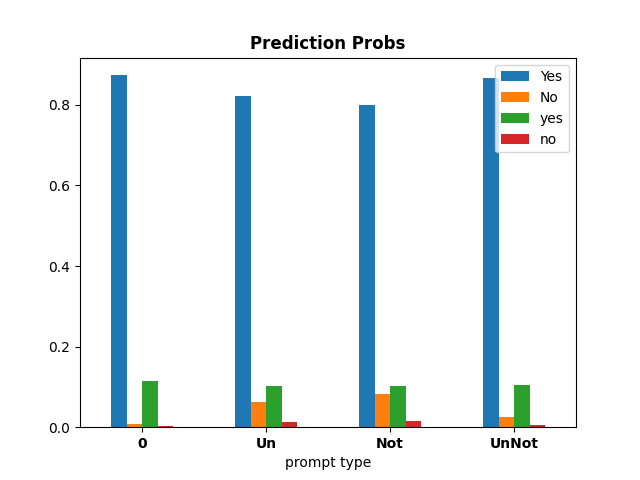 Prediction Probs
Yes
No
yes
no
0.8
0.6
0.4
0.2
0.0
0 Un Not UnNot
prompt type